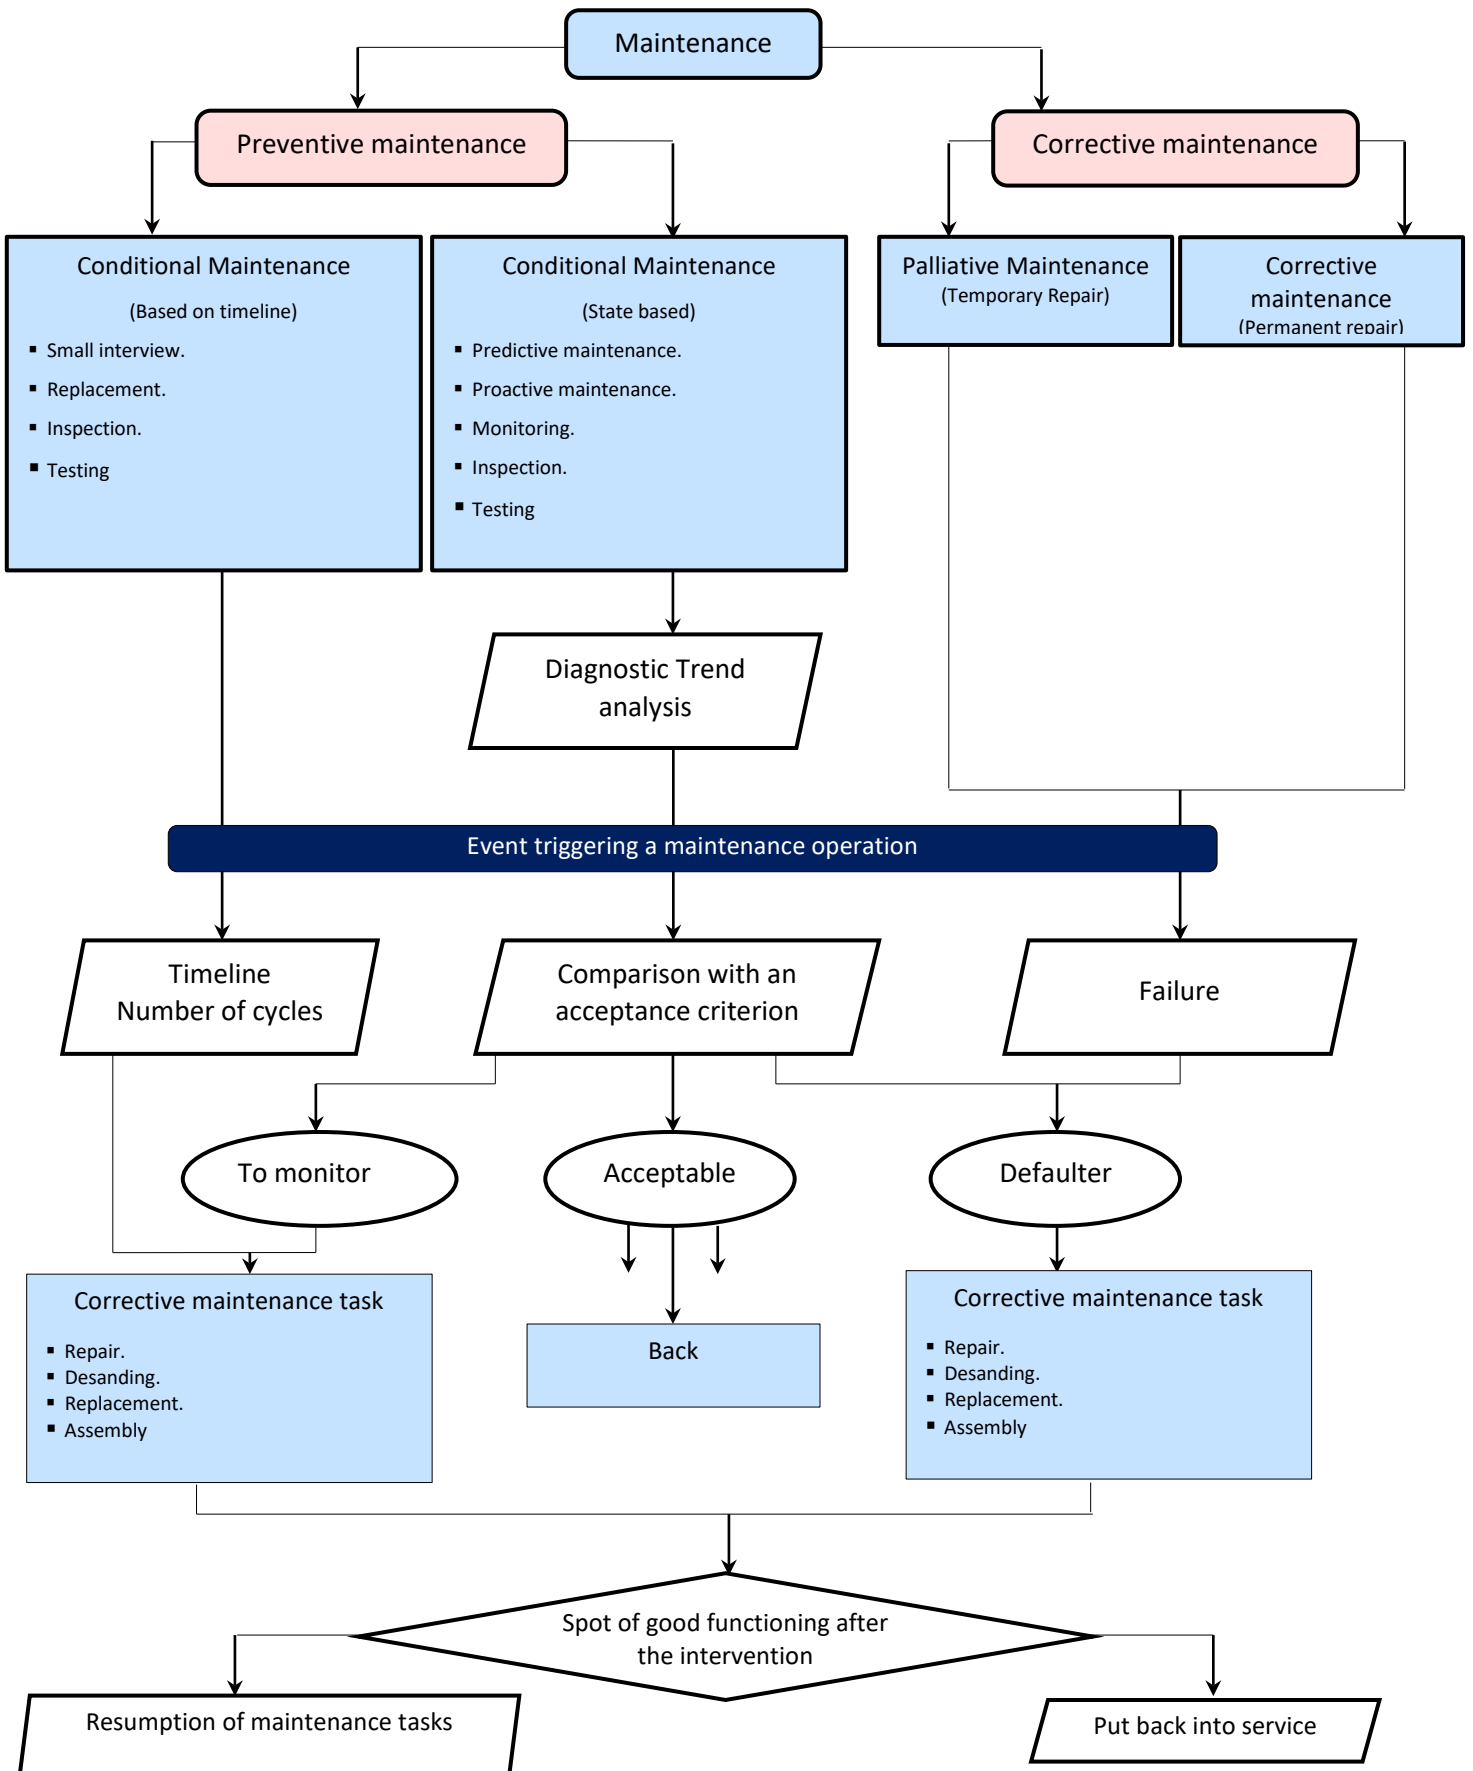 Maintenance
Preventive maintenance
Corrective maintenance
Conditional Maintenance
(Based on timeline)
▪ Small interview.
▪ Replacement.
▪ Inspection.
▪ Testing
Conditional Maintenance
(State based)
▪ Predictive maintenance.
▪ Proactive maintenance.
▪ Monitoring.
▪ Inspection.
▪ Testing
Palliative Maintenance
(Temporary Repair)
Corrective
maintenance
(Permanent repair)
Diagnostic Trend
analysis
Event triggering a maintenance operation
Timeline
Number of cycles
Comparison with an
acceptance criterion
Failure
To monitor
Acceptable
Defaulter
Corrective maintenance task
▪ Repair.
▪ Desanding.
▪ Replacement.
▪ Assembly
Back
Corrective maintenance task
▪ Repair.
▪ Desanding.
▪ Replacement.
▪ Assembly
Spot of good functioning after
the intervention
Resumption of maintenance tasks
Put back into service